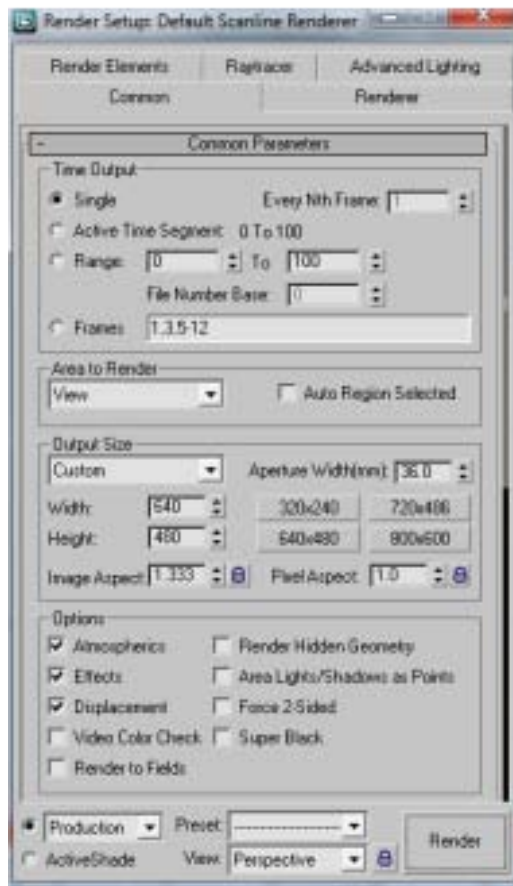 Render Setup: Default Scanline Renderer
Render Elements Raytracer Advanced Lighting
Common Renderer
- Common Parameters
Time Output
Single Every Nth Frame: 1
Active Time Segment: 0 To 100
Range: 0 To 100
File Number Base: 0
Frames 1,3,5-12
Area to Render
View Auto Region Selected
Output Size
Custom Aperture Width(mm): 36.0
Width: 640 320x240 720x486
Height: 480 640x480 800x600
Image Aspect: 1.333 Pixel Aspect: 1.0
Options
Atmospherics Render Hidden Geometry
Effects Area Lights/Shadows as Points
Displacement Force 2-Sided
Video Color Check Super Black
Render to Fields
Production Preset: --------------------
ActiveShade View: Perspective Render